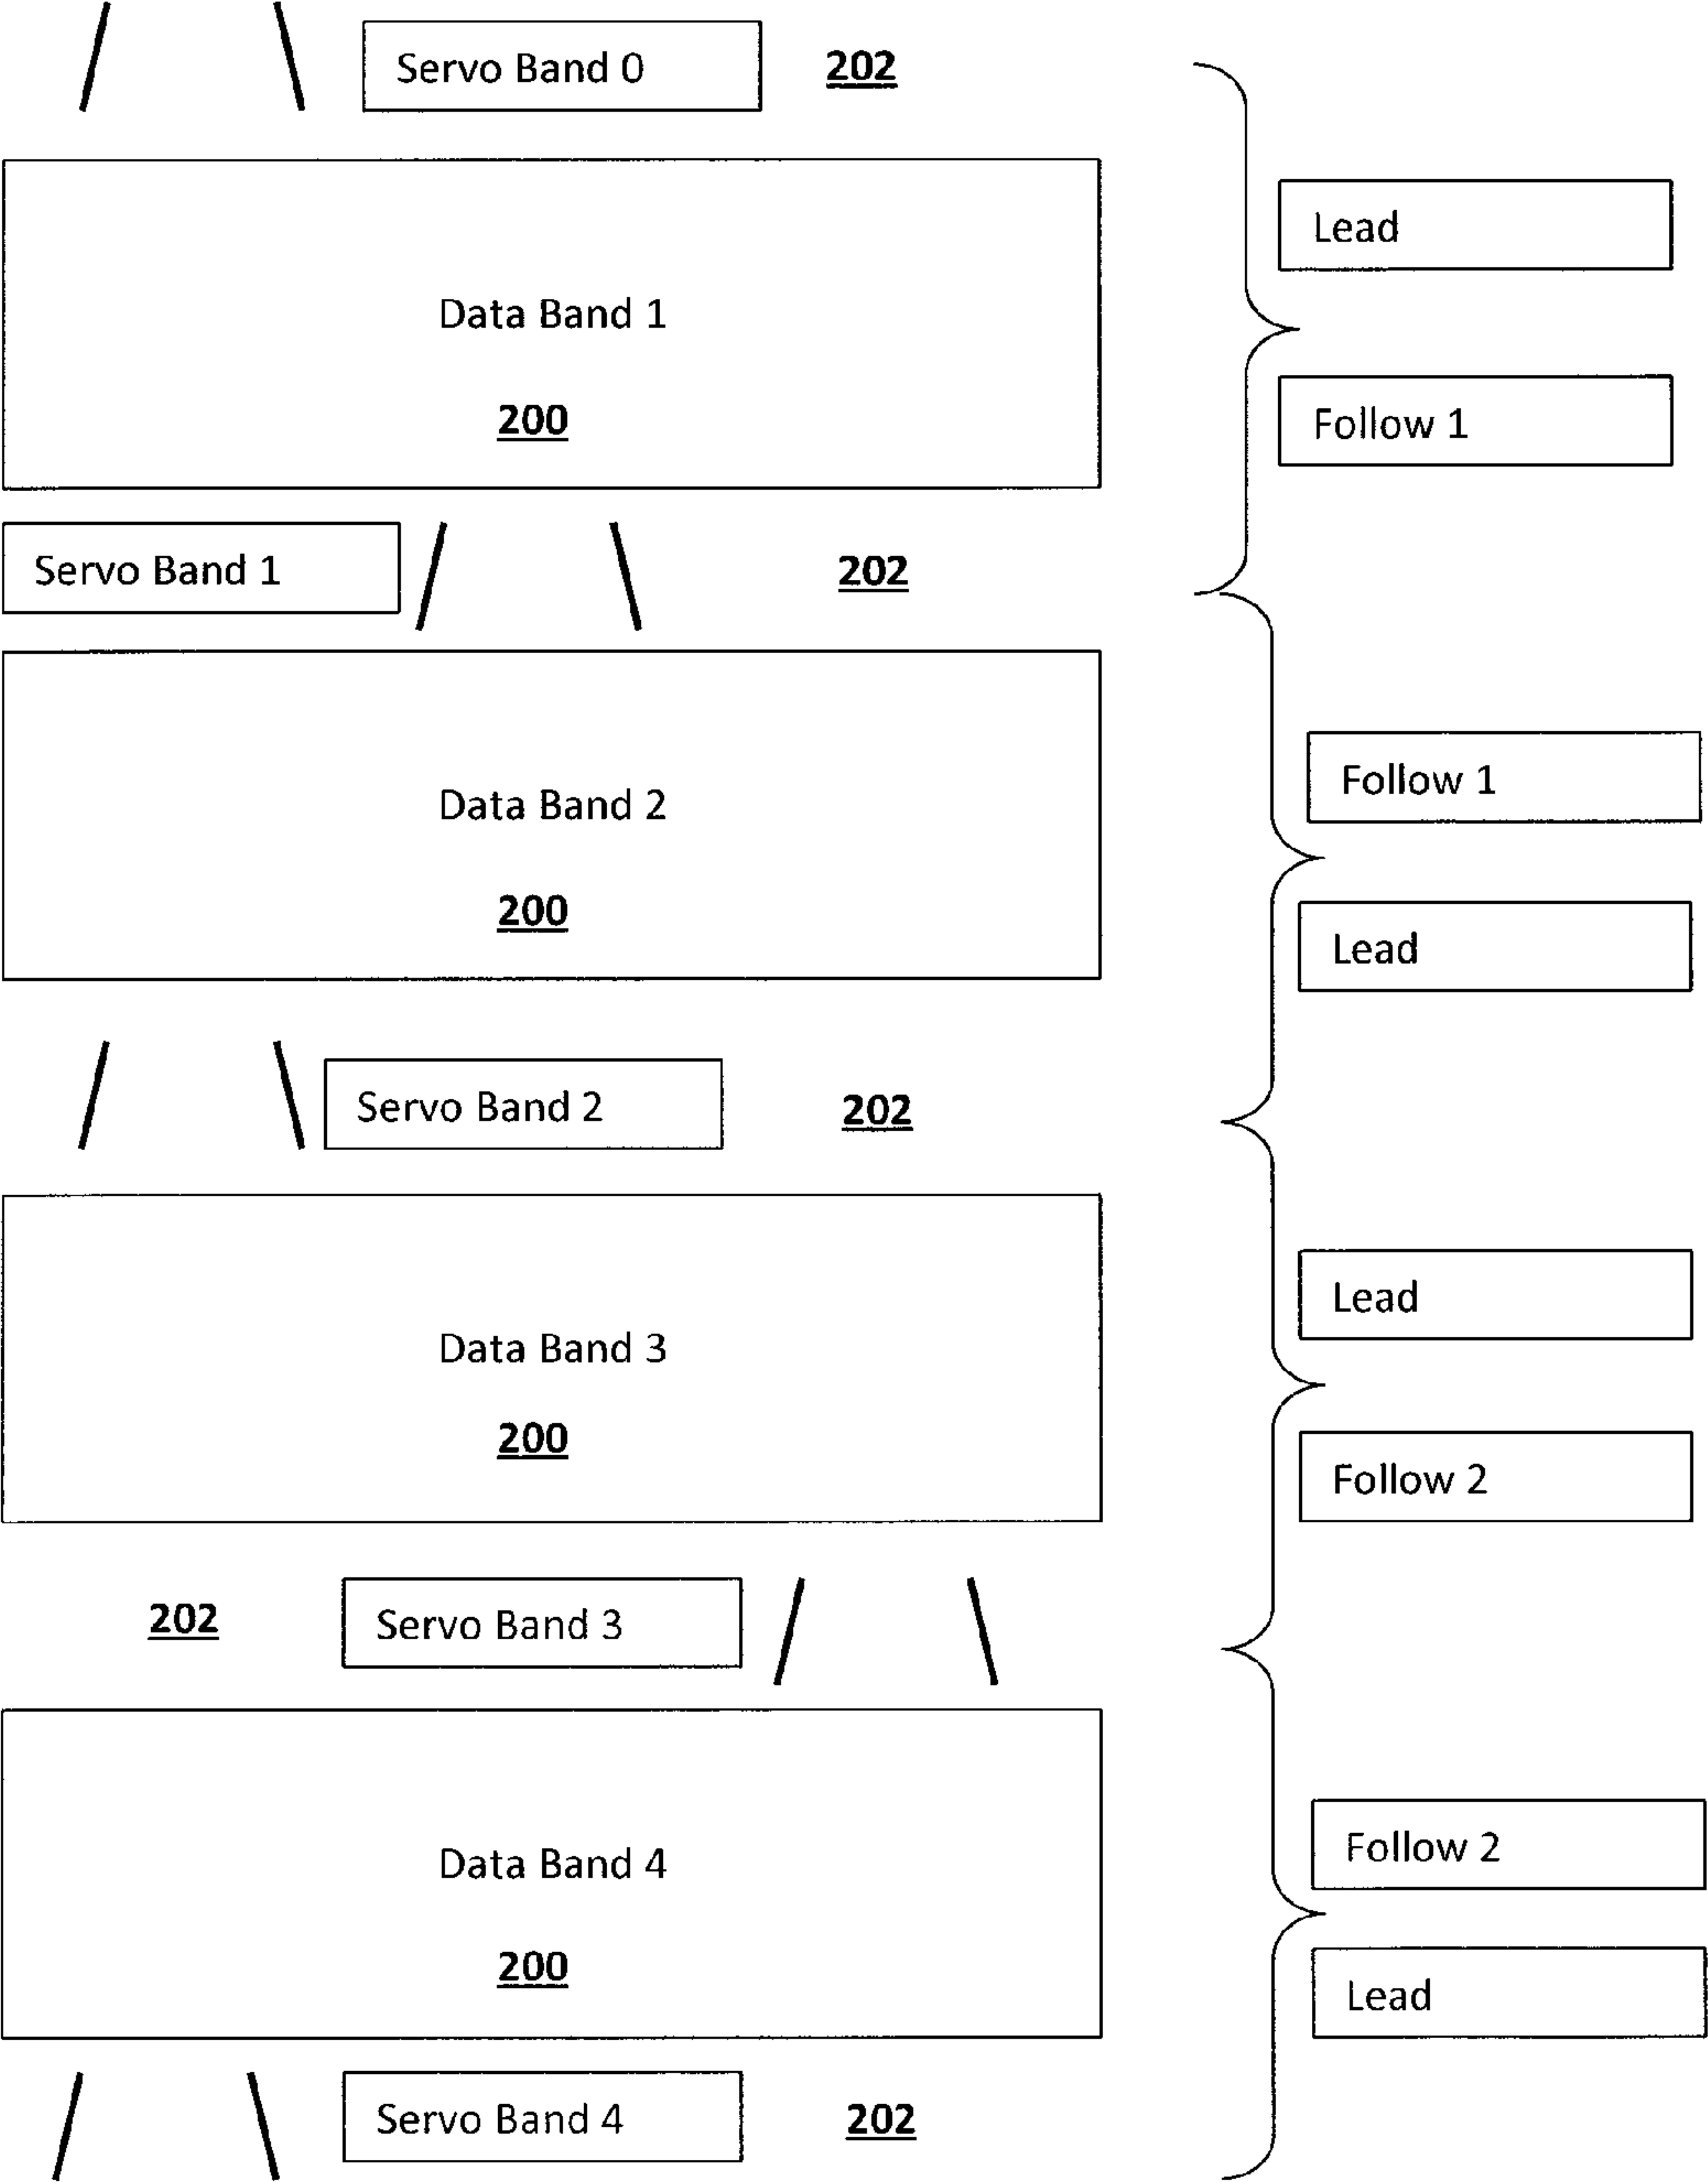 Servo Band 0 202
Lead
Data Band 1
Follow 1
200
Servo Band 1 202
Follow 1
Data Band 2
200
Lead
Servo Band 2 202
Lead
Data Band 3
200
Follow 2
202 Servo Band 3
Follow 2
Data Band 4
200
Lead
Servo Band 4 202